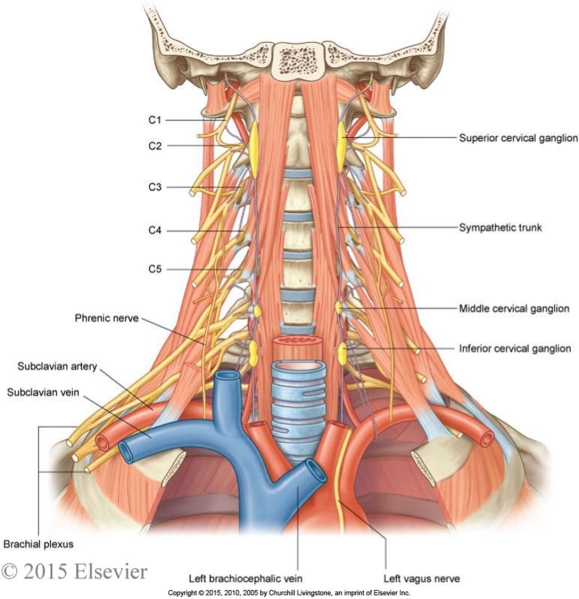 C1
C2
C3
C4
C5
Phrenic nerve
Subclavian artery
Subclavian vein
Brachial plexus
Superior cervical ganglion
Sympathetic trunk
Middle cervical ganglion
Inferior cervical ganglion
Left brachiocephalic vein
Left vagus nerve
© 2015 Elsevier
Copyright © 2015, 2010, 2005 by Churchill Livingstone, an imprint of Elsevier Inc.